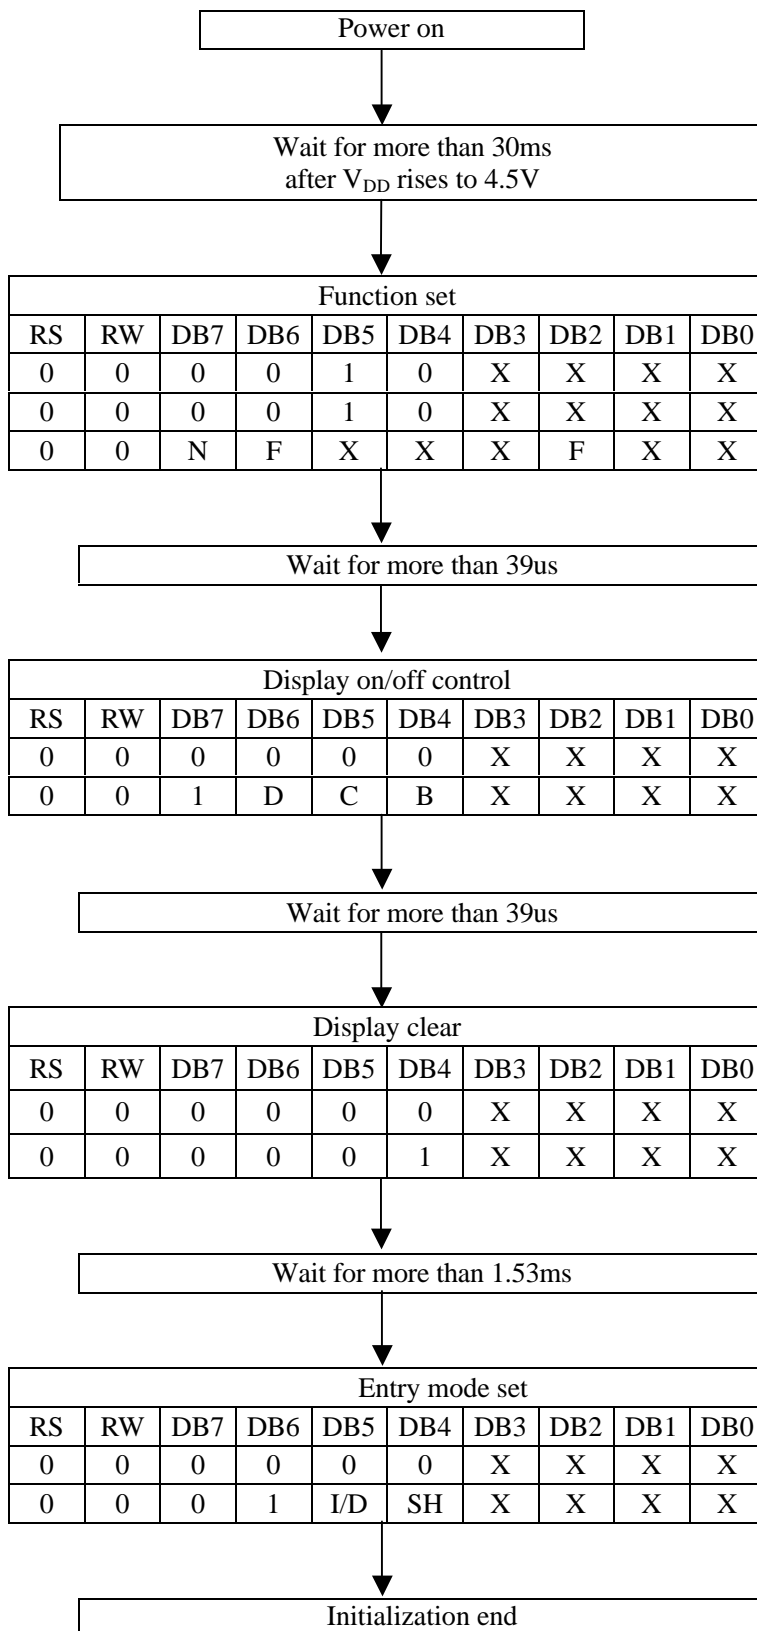 Power on
Wait for more than 30ms
after VDD rises to 4.5V
Function set
RS RW DB7 DB6 DB5 DB4 DB3 DB2 DB1 DB0
0 0 0 0 1 0 X X X X
0 0 0 0 1 0 X X X X
0 0 N F X X X F X X
Wait for more than 39us
Display on/off control
RS RW DB7 DB6 DB5 DB4 DB3 DB2 DB1 DB0
0 0 0 0 0 0 X X X X
0 0 1 D C B X X X X
Wait for more than 39us
Display clear
RS RW DB7 DB6 DB5 DB4 DB3 DB2 DB1 DB0
0 0 0 0 0 0 X X X X
0 0 0 0 0 1 X X X X
Wait for more than 1.53ms
Entry mode set
RS RW DB7 DB6 DB5 DB4 DB3 DB2 DB1 DB0
0 0 0 0 0 0 X X X X
0 0 0 1 I/D SH X X X X
Initialization end